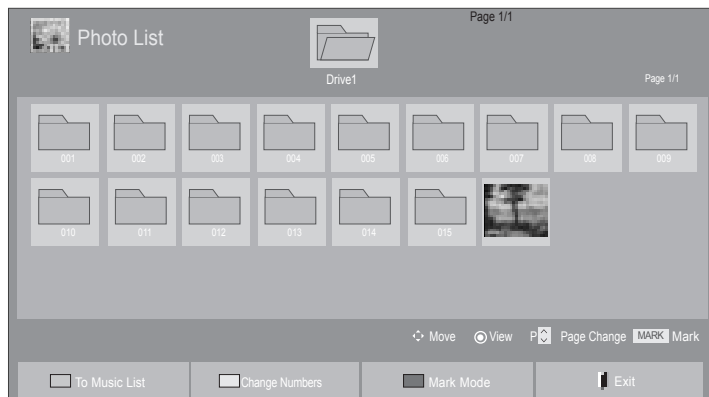 Page 1/1
Photo List
Drive1
Page 1/1
001 002 003 004 005 006 007 008 009
010 011 012 013 014 015
Move View P Page Change MARK Mark
To Music List Change Numbers Mark Mode Exit